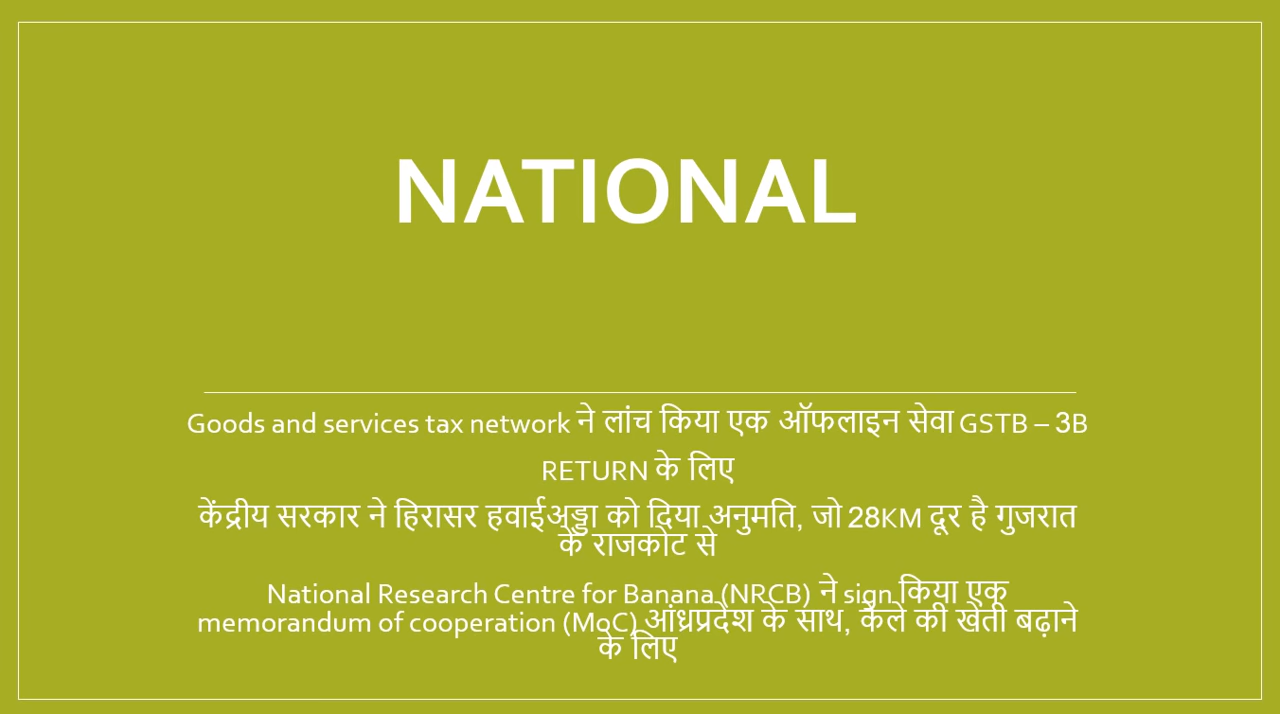 NATIONAL
Goods and services tax network ने लांच किया एक ऑफलाइन सेवा GSTB – 3B
RETURN के लिए
केंद्रीय सरकार ने हिरासर हवाईअड्डा को दिया अनुमति, जो 28KM दूर है गुजरात
के राजकोट से
National Research Centre for Banana (NRCB) ने sign किया एक
memorandum of cooperation (MoC) आंध्रप्रदेश के साथ, केले की खेती बढ़ाने
के लिए